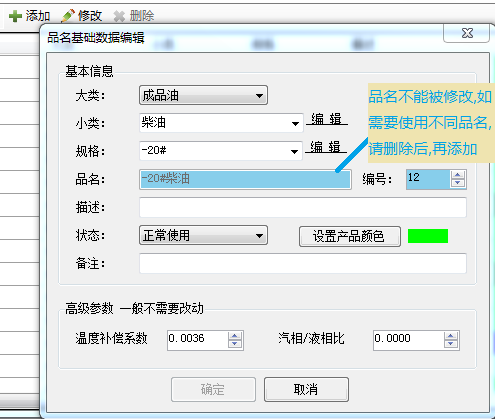 添加 修改 删除
品名基础数据编辑
基本信息
大类： 成品油
小类： 柴油 编 辑
规格： -20# 编 辑
品名： -20#柴油 编号： 12
描述：
状态： 正常使用 设置产品颜色
备注：
品名不能被修改,如
需要使用不同品名,
请删除后,再添加
高级参数 一般不需要改动
温度补偿系数 0.0036 汽相/液相比 0.0000
确定 取消